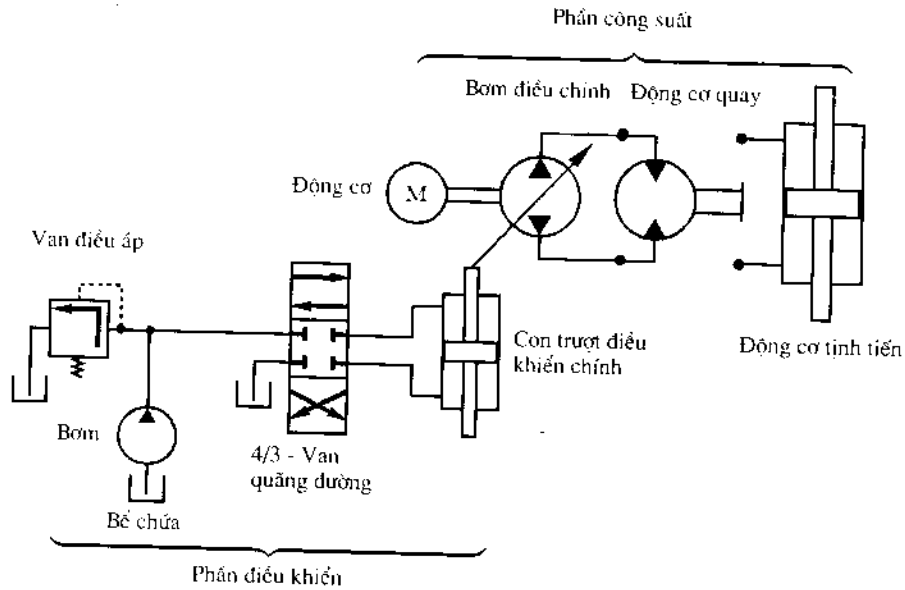 Phần công suất
Bơm điều chỉnh
Động cơ quay
Động cơ
M
Van điều áp
Con trượt điều
khiển chính
Động cơ tịnh tiến
Bơm
4/3 - Van
quãng đường
Bể chứa
Phần điều khiển